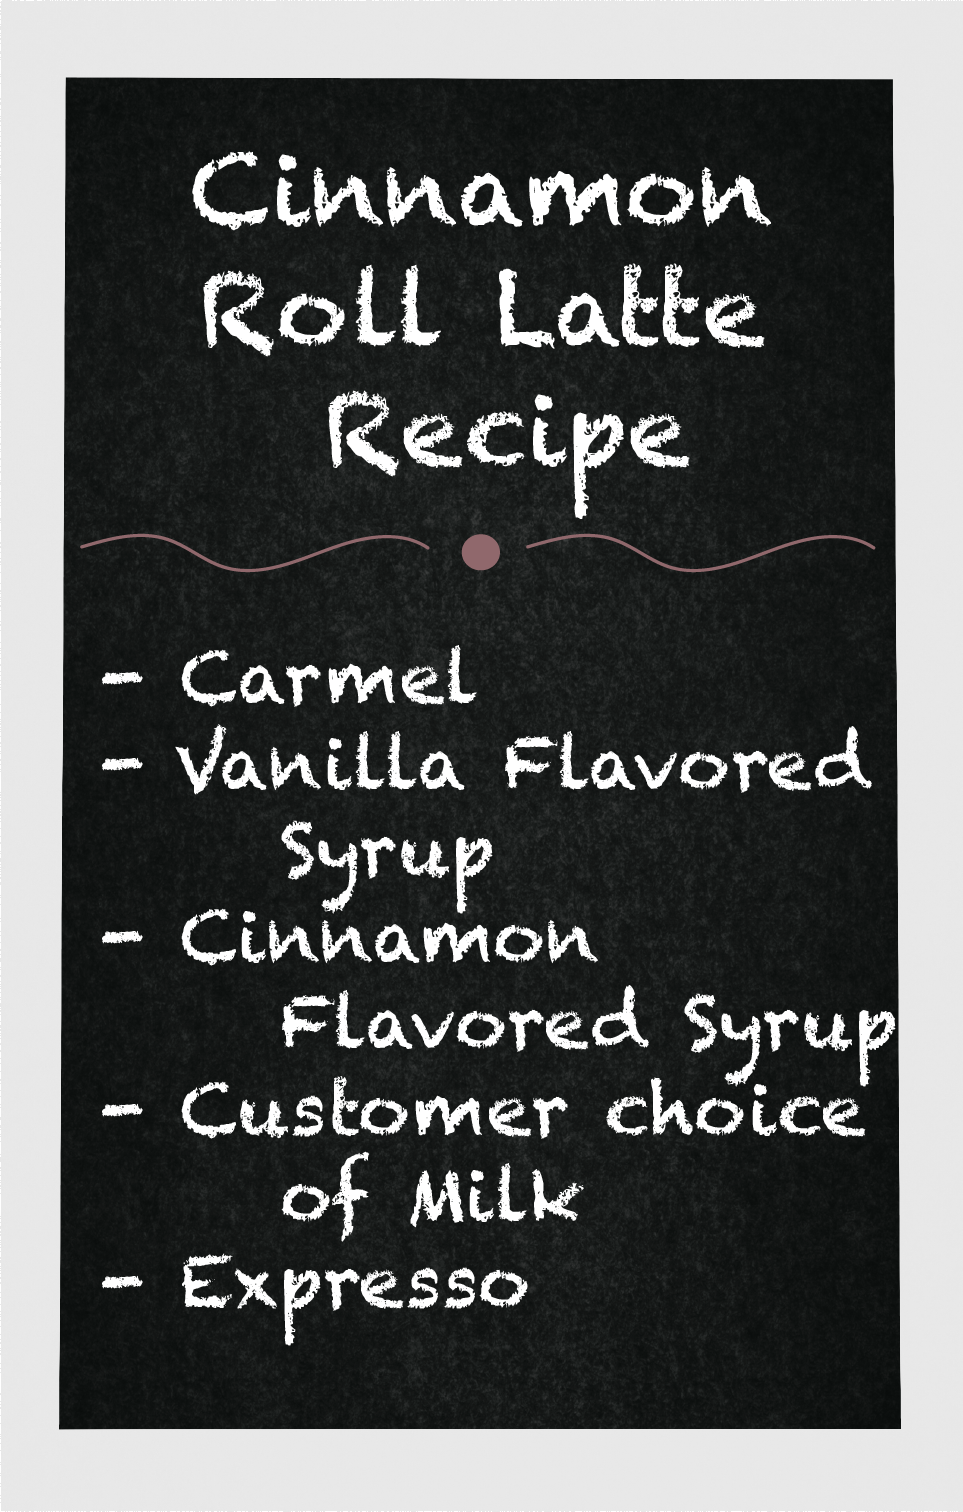 Cinnamon
Roll Latte
Recipe
- Carmel
- Vanilla Flavored
Syrup
- Cinnamon
Flavored Syrup
- Customer choice
of Milk
- Expresso